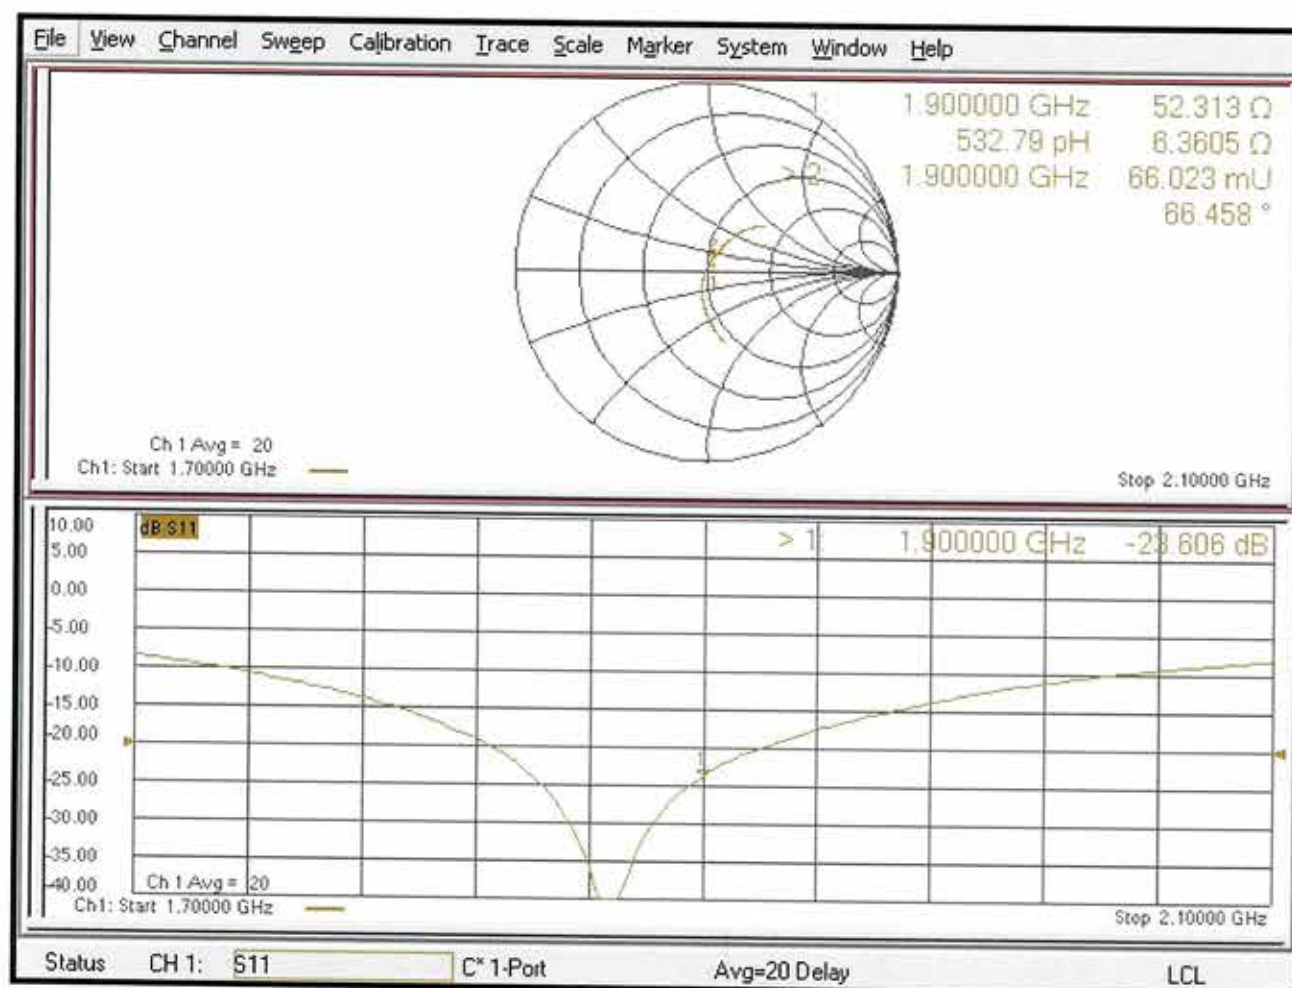 File View Channel Sweep Calibration Trace Scale Marker System Window Help
1: 1.900000 GHz 52.313 Ω
532.79 pH 6.3605 Ω
> 2: 1.900000 GHz 66.023 mU
66.458 °
Ch 1 Avg = 20
Ch1: Start 1.70000 GHz
Stop 2.10000 GHz
10.00
dB S11
> 1: 1.900000 GHz -23.606 dB
5.00
0.00
-5.00
-10.00
-15.00
-20.00
1
-25.00
-30.00
-35.00
-40.00
Ch 1 Avg = 20
Ch1: Start 1.70000 GHz
Stop 2.10000 GHz
Status CH 1: S11 C* 1-Port Avg=20 Delay LCL